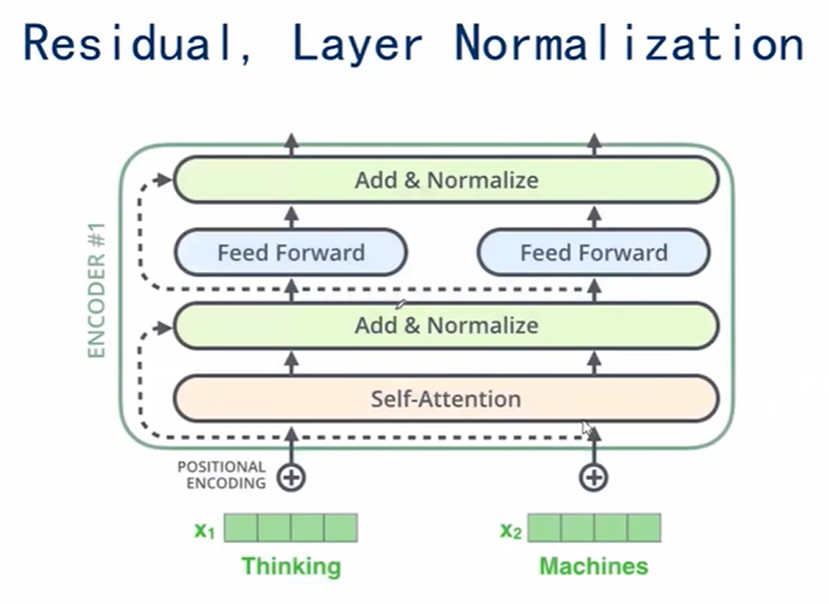 Residual, Layer Normalization
ENCODER #1
Add & Normalize
Feed Forward Feed Forward
Add & Normalize
Self-Attention
POSITIONAL
ENCODING
x1 x2
Thinking Machines